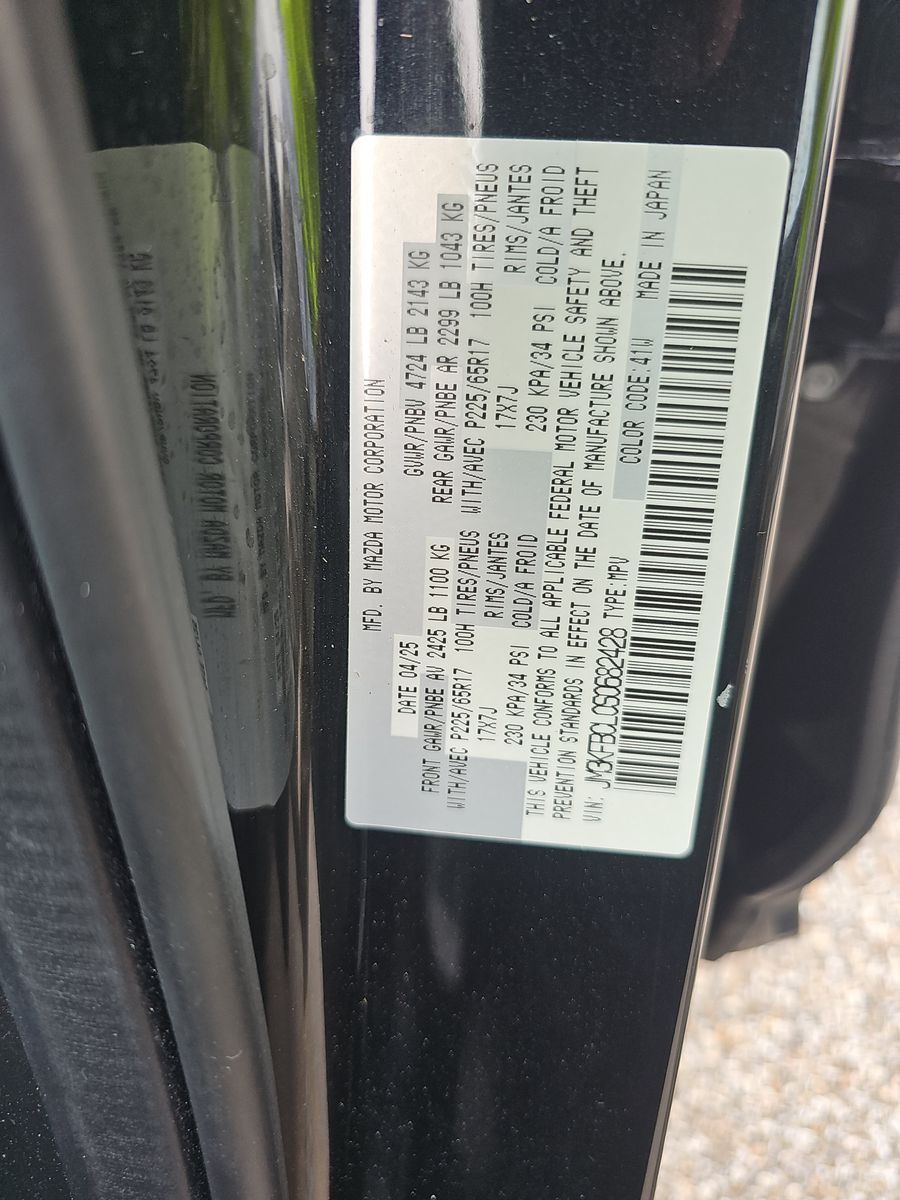 MFD. BY MAZDA MOTOR CORPORATION
DATE 04/25 GVWR/PNBV 4724 LB 2143 KG
FRONT GAWR/PNBE AV 2425 LB 1100 KG REAR GAWR/PNBE AR 2299 LB 1043 KG
WITH/AVEC P225/65R17 100H TIRES/PNEUS WITH/AVEC P225/65R17 100H TIRES/PNEUS
17X7J RIMS/JANTES 17X7J RIMS/JANTES
230 KPA/34 PSI COLD/A FROID 230 KPA/34 PSI COLD/A FROID
THIS VEHICLE CONFORMS TO ALL APPLICABLE FEDERAL MOTOR VEHICLE SAFETY AND THEFT
PREVENTION STANDARDS IN EFFECT ON THE DATE OF MANUFACTURE SHOWN ABOVE.
VIN: JM3KFBCL0S0682428 TYPE:MPV COLOR CODE:41W MADE IN JAPAN